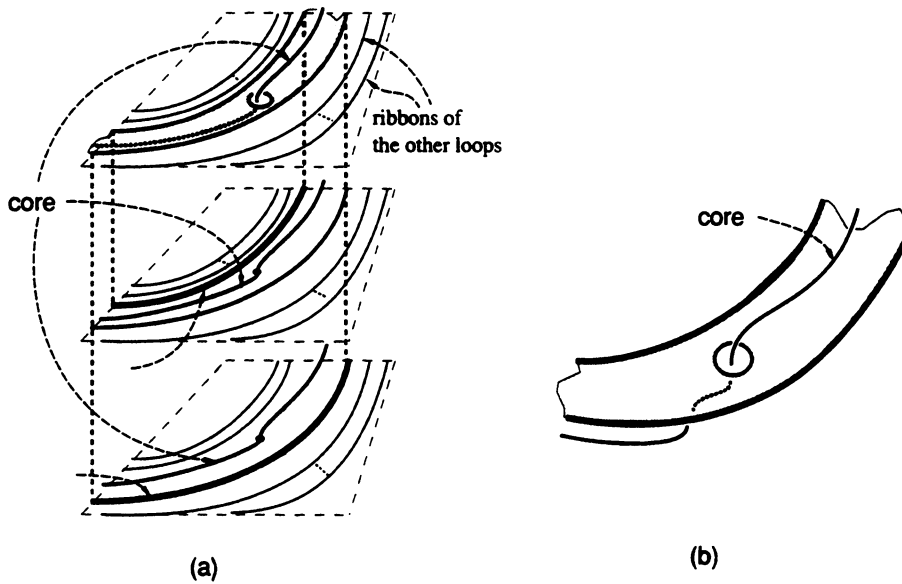 ribbons of
the other loops
core
core
(a)
(b)